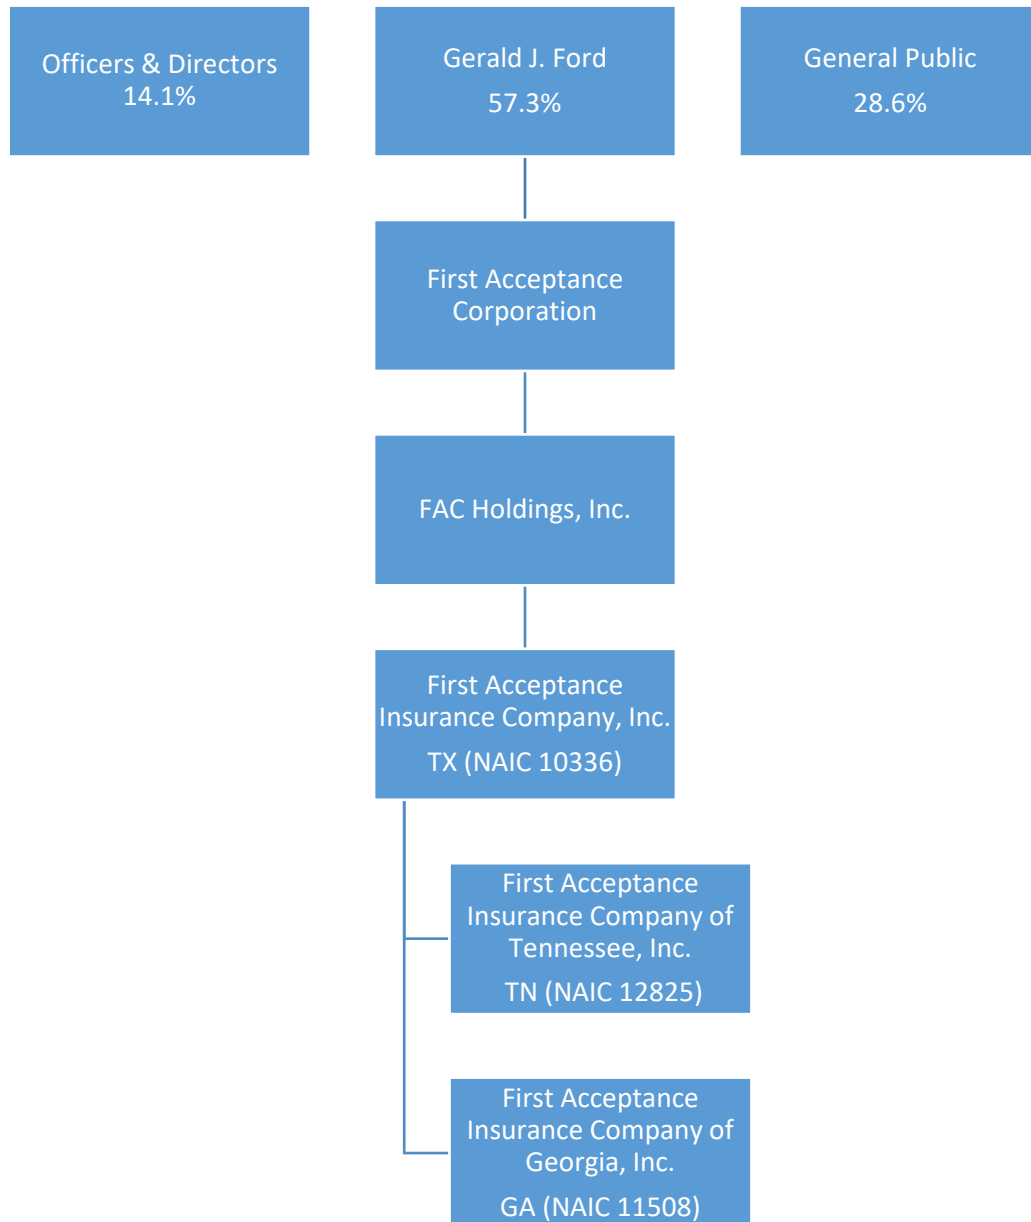 Officers & Directors
14.1%
Gerald J. Ford
57.3%
General Public
28.6%
First Acceptance
Corporation
FAC Holdings, Inc.
First Acceptance
Insurance Company, Inc.
TX (NAIC 10336)
First Acceptance
Insurance Company of
Tennessee, Inc.
TN (NAIC 12825)
First Acceptance
Insurance Company of
Georgia, Inc.
GA (NAIC 11508)